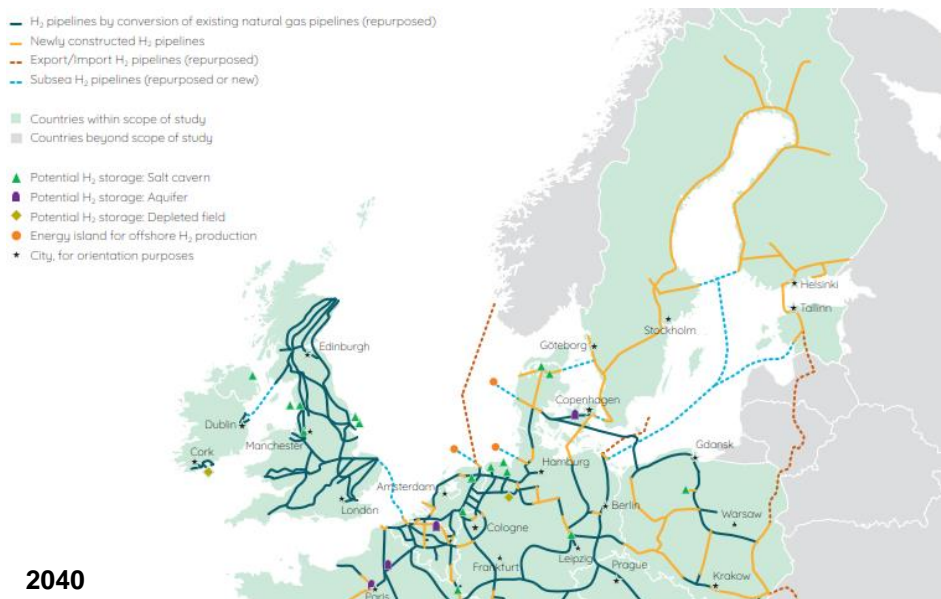 H₂ pipelines by conversion of existing natural gas pipelines (repurposed)
Newly constructed H₂ pipelines
Export/Import H₂ pipelines (repurposed)
Subsea H₂ pipelines (repurposed or new)
Countries within scope of study
Countries beyond scope of study
Potential H₂ storage: Salt cavern
Potential H₂ storage: Aquifer
Potential H₂ storage: Depleted field
Energy island for offshore H₂ production
City, for orientation purposes
Helsinki
Tallinn
Stockholm
Göteborg
Edinburgh
Copenhagen
Dublin
Manchester
Gdansk
Cork
Hamburg
Amsterdam
London
Berlin
Warsaw
Cologne
Leipzig
Frankfurt
Prague
Krakow
2040
Paris